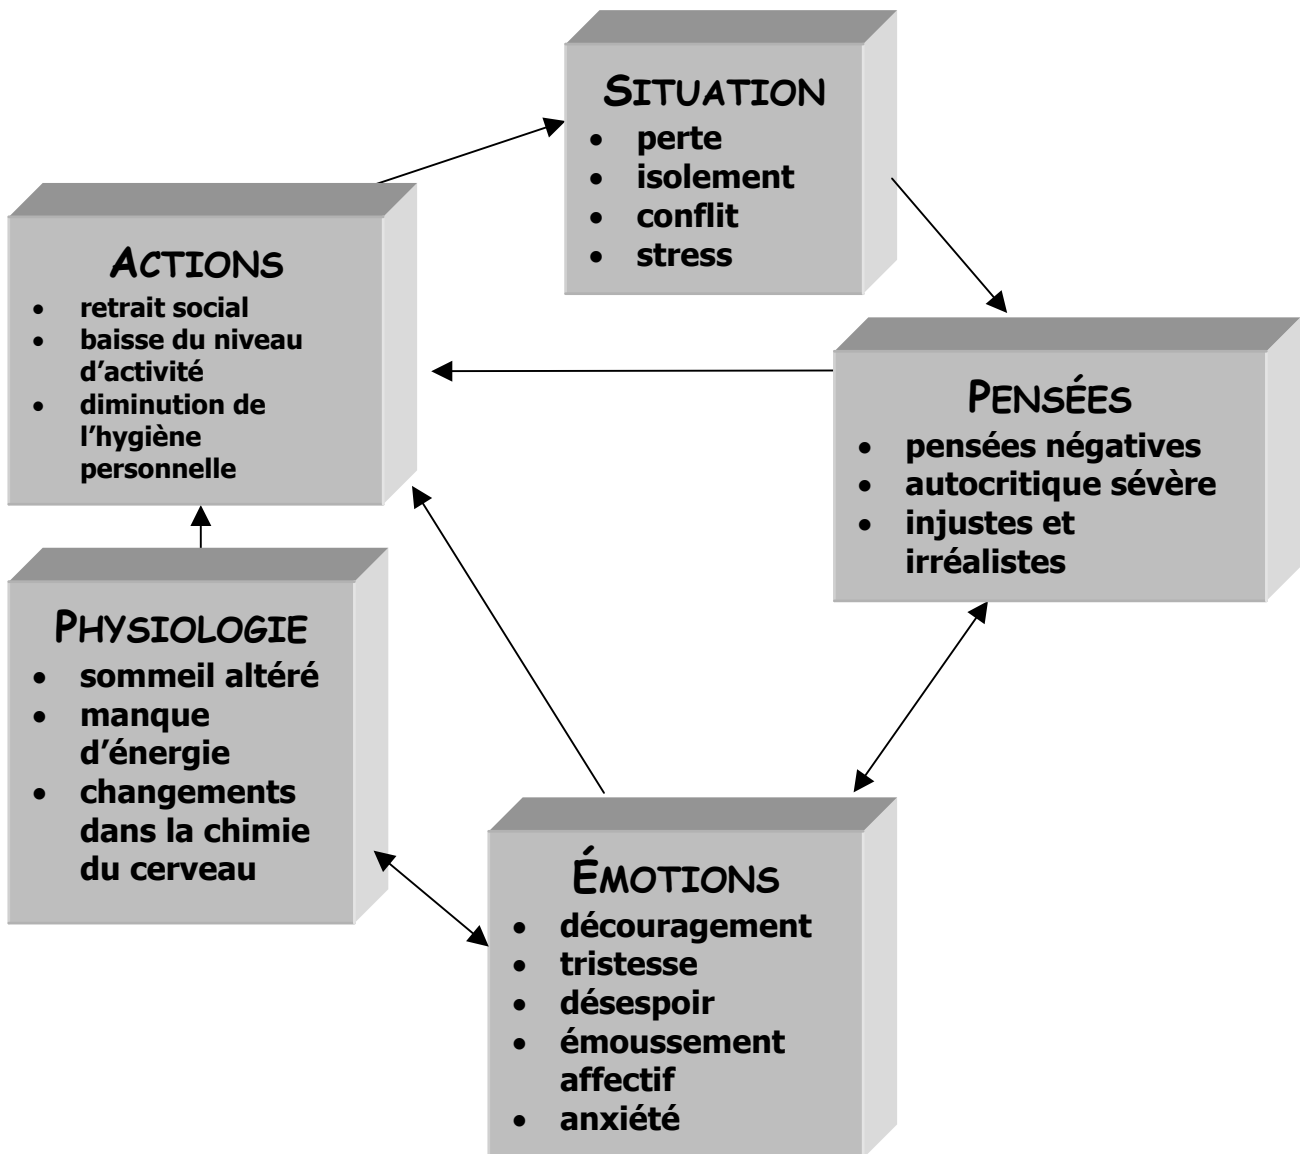 SITUATION
• perte
• isolement
• conflit
• stress
ACTIONS
• retrait social
• baisse du niveau
d’activité
• diminution de
l’hygiène
personnelle
PENSÉES
• pensées négatives
• autocritique sévère
• injustes et
irréalistes
PHYSIOLOGIE
• sommeil altéré
• manque
d’énergie
• changements
dans la chimie
du cerveau
ÉMOTIONS
• découragement
• tristesse
• désespoir
• émoussement
affectif
• anxiété